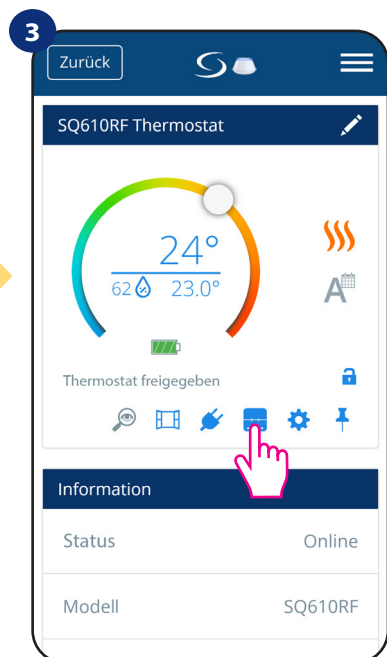 3
Zurück
SQ610RF Thermostat
24°
62 23.0°
A
Thermostat freigegeben
Information
Status Online
Modell SQ610RF